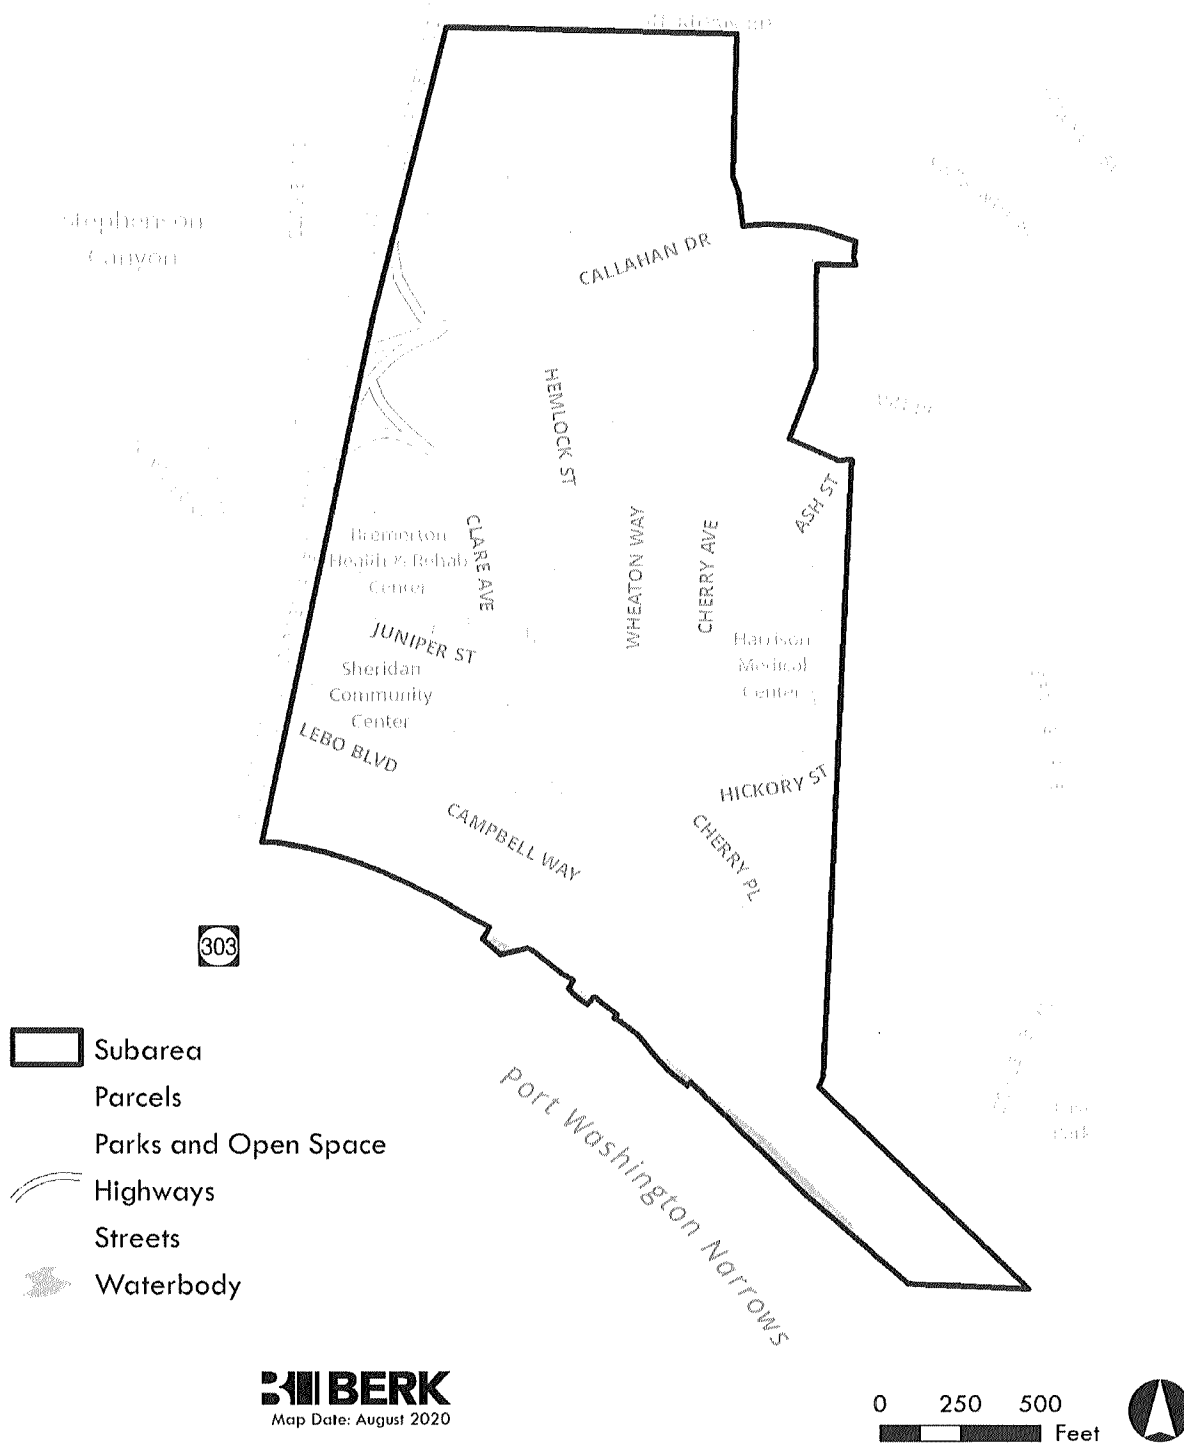 Canyon
CALLAHAN DR
HEMLOCK ST
ASH ST
Bremerton
Health & Rehab
Center
CLARE AVE
WHEATON WAY
CHERRY AVE
JUNIPER ST
Harrison
Medical
Center
Sheridan
Community
Center
LEBO BLVD
HICKORY ST
CAMPBELL WAY
CHERRY PL
303
Subarea
Parcels
Parks and Open Space
Highways
Streets
Waterbody
Port Washington Narrows
BERK
Map Date: August 2020
0 250 500
Feet